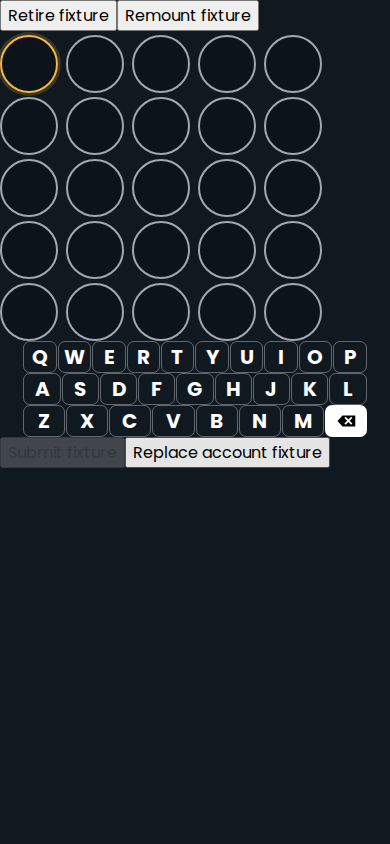 Retire fixture Remount fixture
Q W E R T Y U I O P
A S D F G H J K L
Z X C V B N M
Submit fixture Replace account fixture